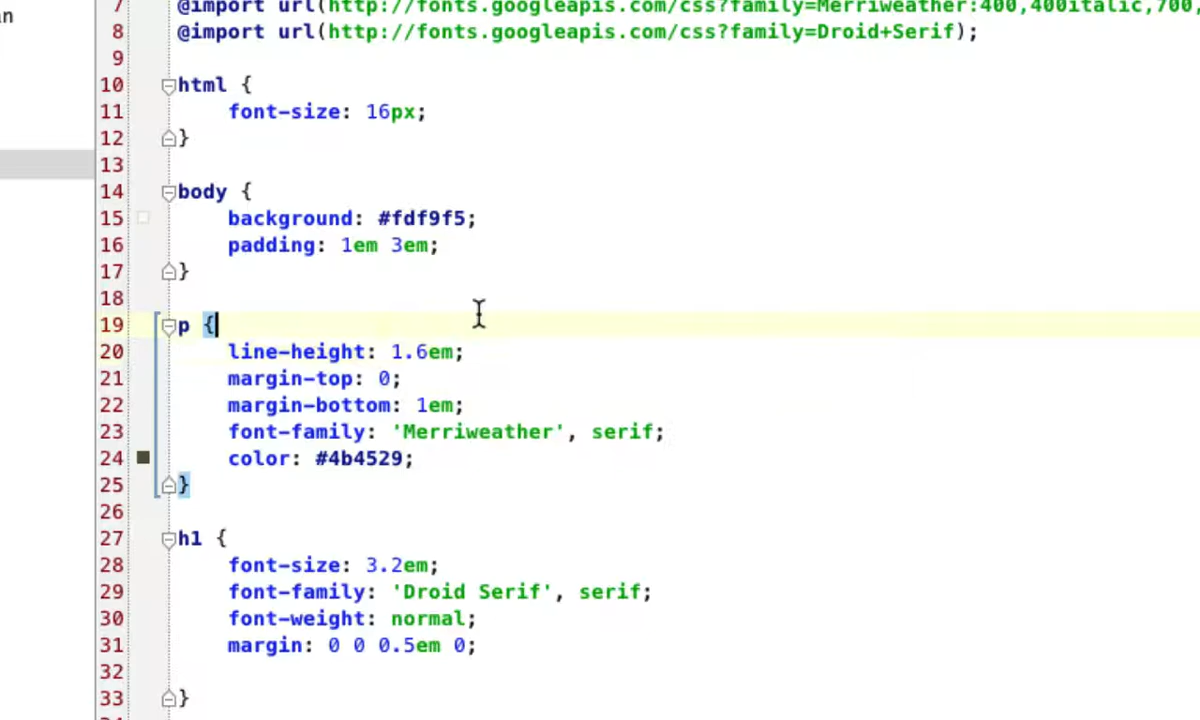 an
7 @import url(http://fonts.googleapis.com/css?family=Merriweather:400,400italic,700,
8 @import url(http://fonts.googleapis.com/css?family=Droid+Serif);
9
10 html {
11 font-size: 16px;
12 }
13
14 body {
15 background: #fdf9f5;
16 padding: 1em 3em;
17 }
18
19 p {
20 line-height: 1.6em;
21 margin-top: 0;
22 margin-bottom: 1em;
23 font-family: 'Merriweather', serif;
24 color: #4b4529;
25 }
26
27 h1 {
28 font-size: 3.2em;
29 font-family: 'Droid Serif', serif;
30 font-weight: normal;
31 margin: 0 0 0.5em 0;
32
33 }